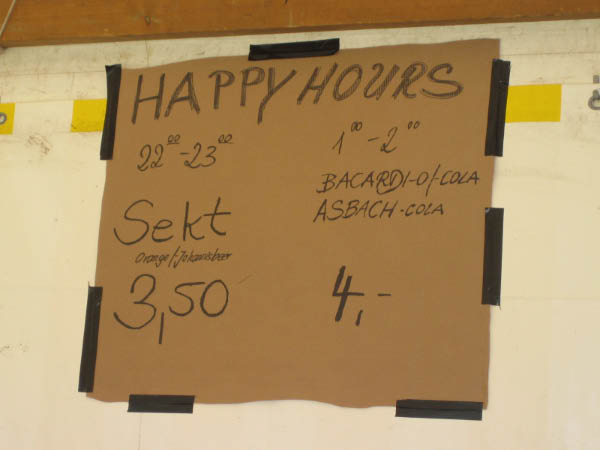 HAPPY HOURS
22⁰⁰-23⁰⁰
Sekt
Orange/-Johannisbeer
3,50
1⁰⁰-2⁰⁰
BACARDI-O/-COLA
ASBACH-COLA
4,-